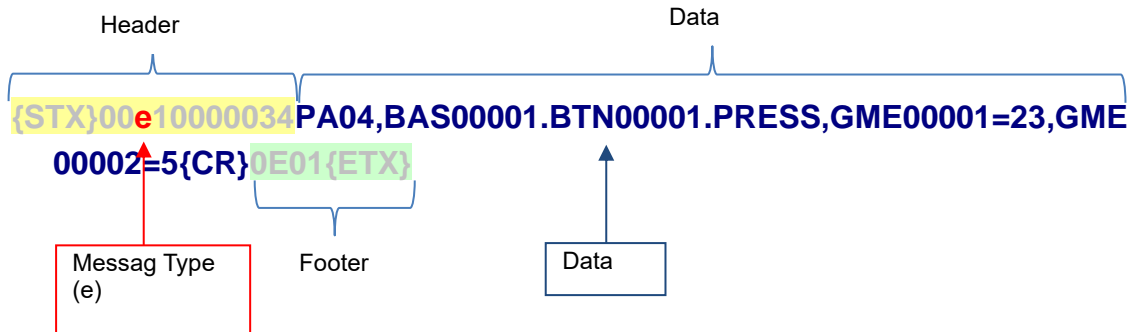 Header
Data
{STX}00e10000034PA04,BAS00001.BTN00001.PRESS,GME00001=23,GME
00002=5{CR}0E01{ETX}
Messag Type
(e)
Footer
Data